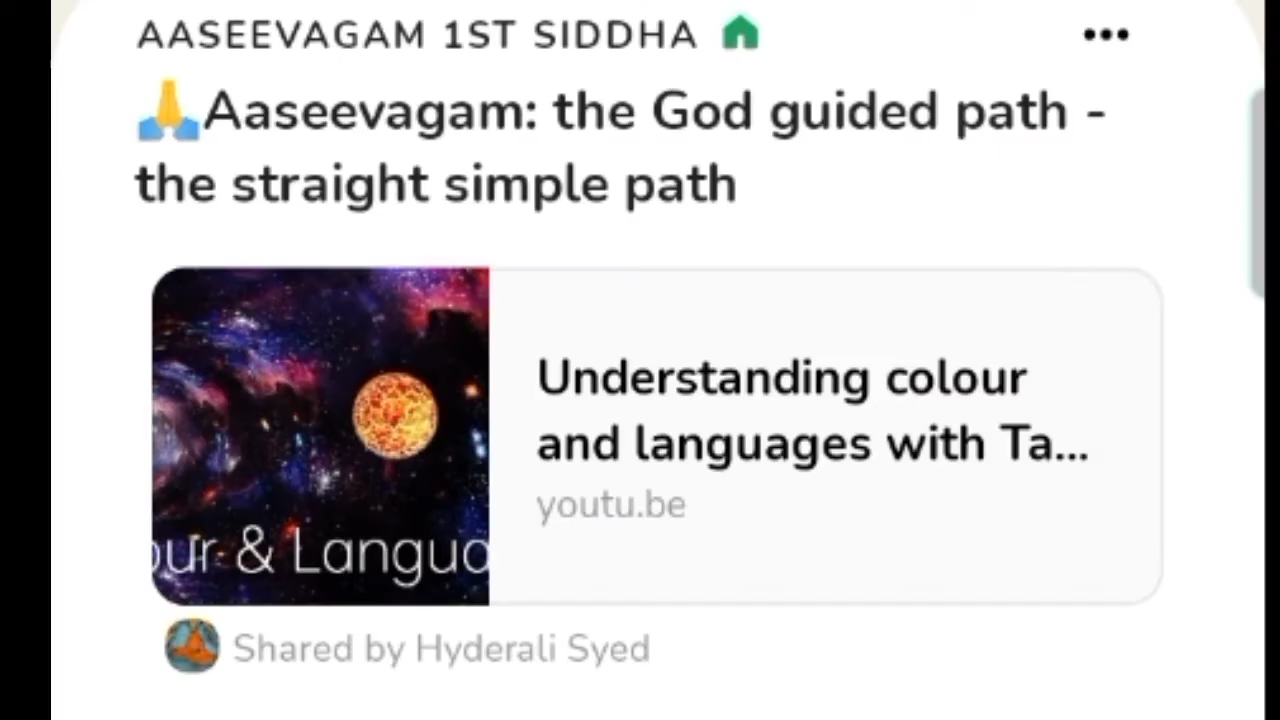 AASEEVAGAM 1ST SIDDHA
🙏Aaseevagam: the God guided path -
the straight simple path
Understanding colour
and languages with Ta...
youtu.be
our & Langua
Shared by Hyderali Syed